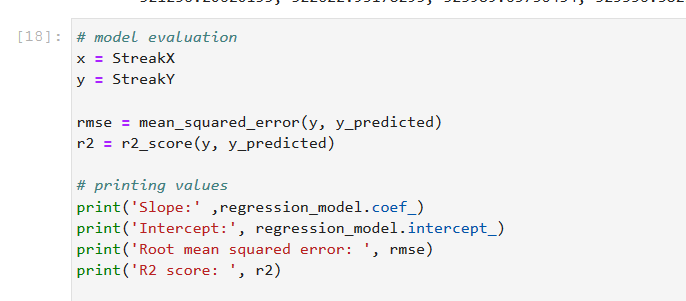 [18]: # model evaluation
x = StreakX
y = StreakY
rmse = mean_squared_error(y, y_predicted)
r2 = r2_score(y, y_predicted)
# printing values
print('Slope:' ,regression_model.coef_)
print('Intercept:', regression_model.intercept_)
print('Root mean squared error: ', rmse)
print('R2 score: ', r2)